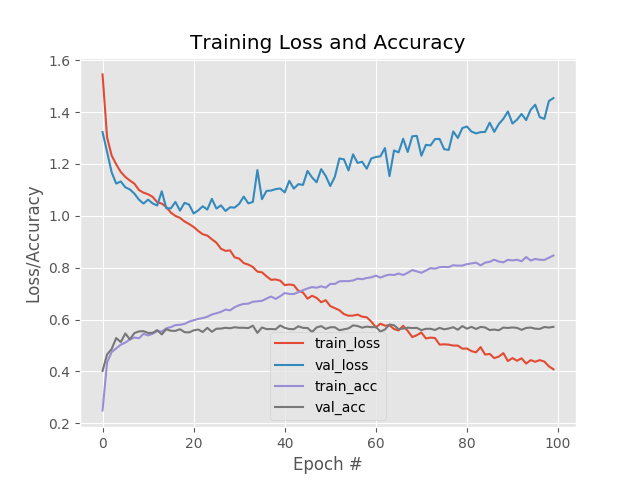 Training Loss and Accuracy
1.6
1.4
1.2
1.0
0.8
0.6
0.4
0.2
Loss/Accuracy
train_loss
val_loss
train_acc
val_acc
0 20 40 60 80 100
Epoch #